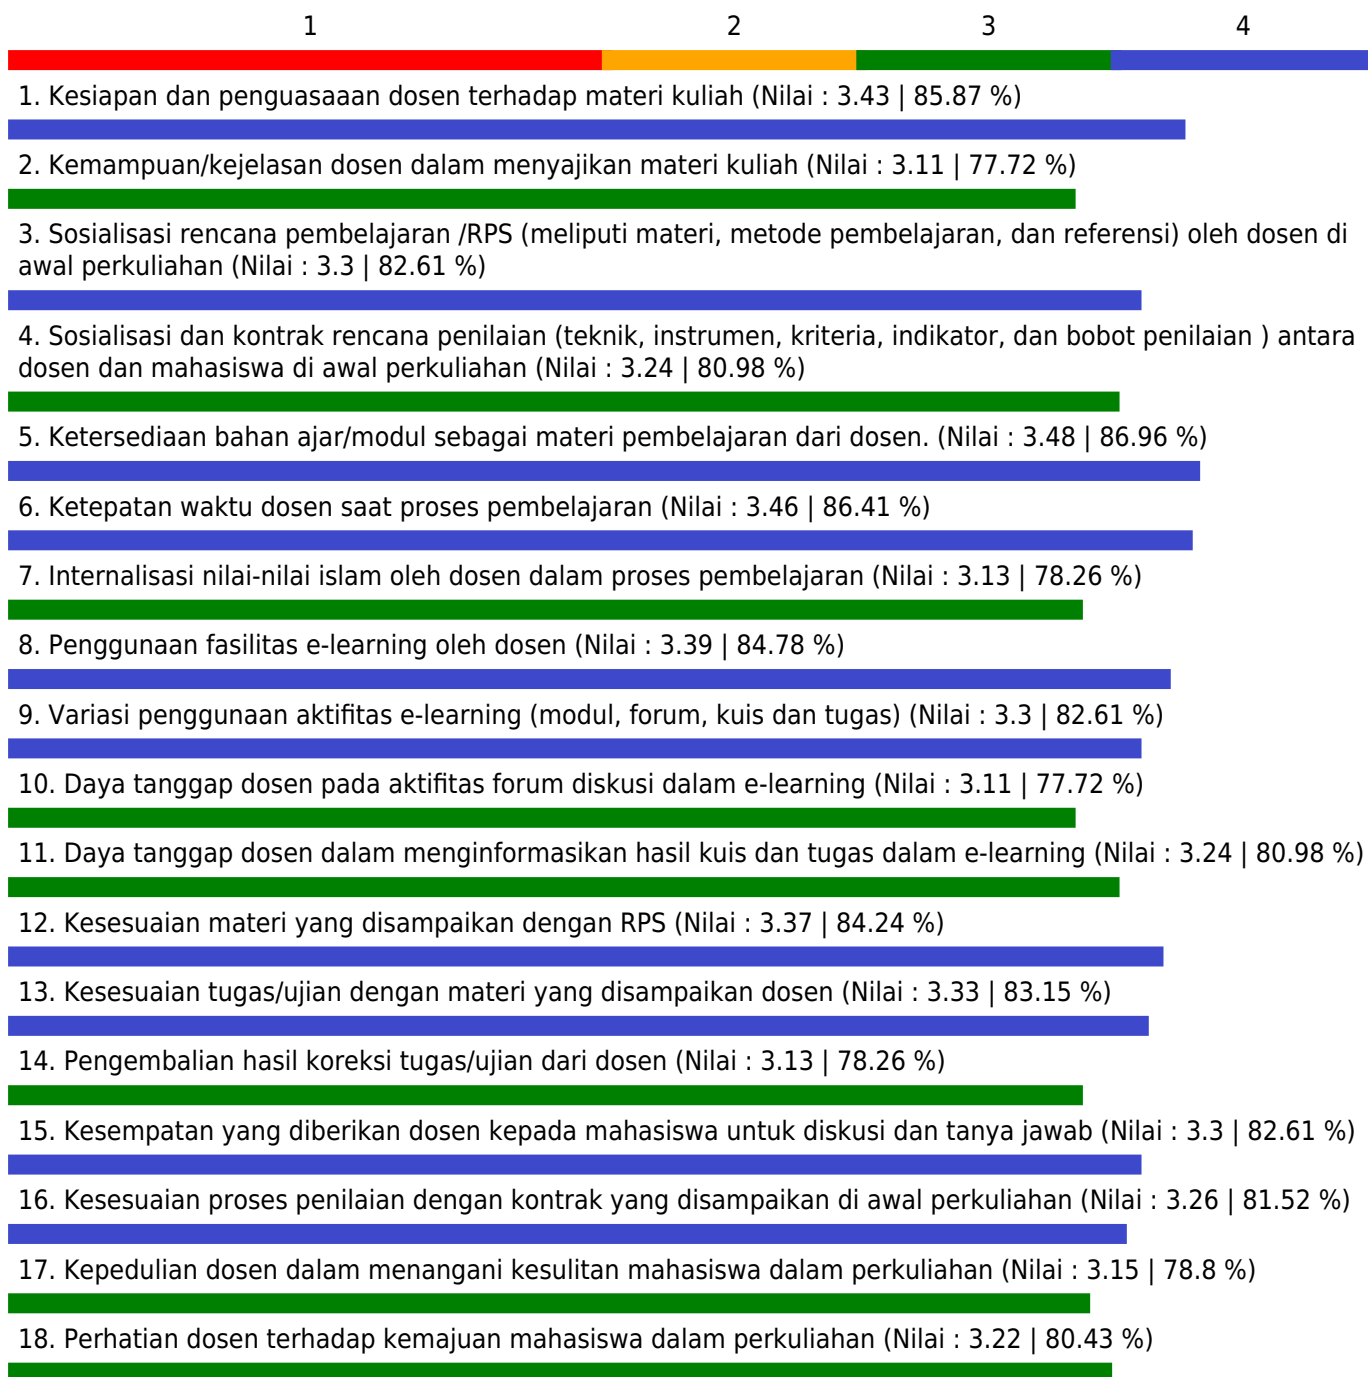 1 2 3 4
1. Kesiapan dan penguasaaan dosen terhadap materi kuliah (Nilai : 3.43 | 85.87 %)
2. Kemampuan/kejelasan dosen dalam menyajikan materi kuliah (Nilai : 3.11 | 77.72 %)
3. Sosialisasi rencana pembelajaran /RPS (meliputi materi, metode pembelajaran, dan referensi) oleh dosen di
awal perkuliahan (Nilai : 3.3 | 82.61 %)
4. Sosialisasi dan kontrak rencana penilaian (teknik, instrumen, kriteria, indikator, dan bobot penilaian ) antara
dosen dan mahasiswa di awal perkuliahan (Nilai : 3.24 | 80.98 %)
5. Ketersediaan bahan ajar/modul sebagai materi pembelajaran dari dosen. (Nilai : 3.48 | 86.96 %)
6. Ketepatan waktu dosen saat proses pembelajaran (Nilai : 3.46 | 86.41 %)
7. Internalisasi nilai-nilai islam oleh dosen dalam proses pembelajaran (Nilai : 3.13 | 78.26 %)
8. Penggunaan fasilitas e-learning oleh dosen (Nilai : 3.39 | 84.78 %)
9. Variasi penggunaan aktifitas e-learning (modul, forum, kuis dan tugas) (Nilai : 3.3 | 82.61 %)
10. Daya tanggap dosen pada aktifitas forum diskusi dalam e-learning (Nilai : 3.11 | 77.72 %)
11. Daya tanggap dosen dalam menginformasikan hasil kuis dan tugas dalam e-learning (Nilai : 3.24 | 80.98 %)
12. Kesesuaian materi yang disampaikan dengan RPS (Nilai : 3.37 | 84.24 %)
13. Kesesuaian tugas/ujian dengan materi yang disampaikan dosen (Nilai : 3.33 | 83.15 %)
14. Pengembalian hasil koreksi tugas/ujian dari dosen (Nilai : 3.13 | 78.26 %)
15. Kesempatan yang diberikan dosen kepada mahasiswa untuk diskusi dan tanya jawab (Nilai : 3.3 | 82.61 %)
16. Kesesuaian proses penilaian dengan kontrak yang disampaikan di awal perkuliahan (Nilai : 3.26 | 81.52 %)
17. Kepedulian dosen dalam menangani kesulitan mahasiswa dalam perkuliahan (Nilai : 3.15 | 78.8 %)
18. Perhatian dosen terhadap kemajuan mahasiswa dalam perkuliahan (Nilai : 3.22 | 80.43 %)